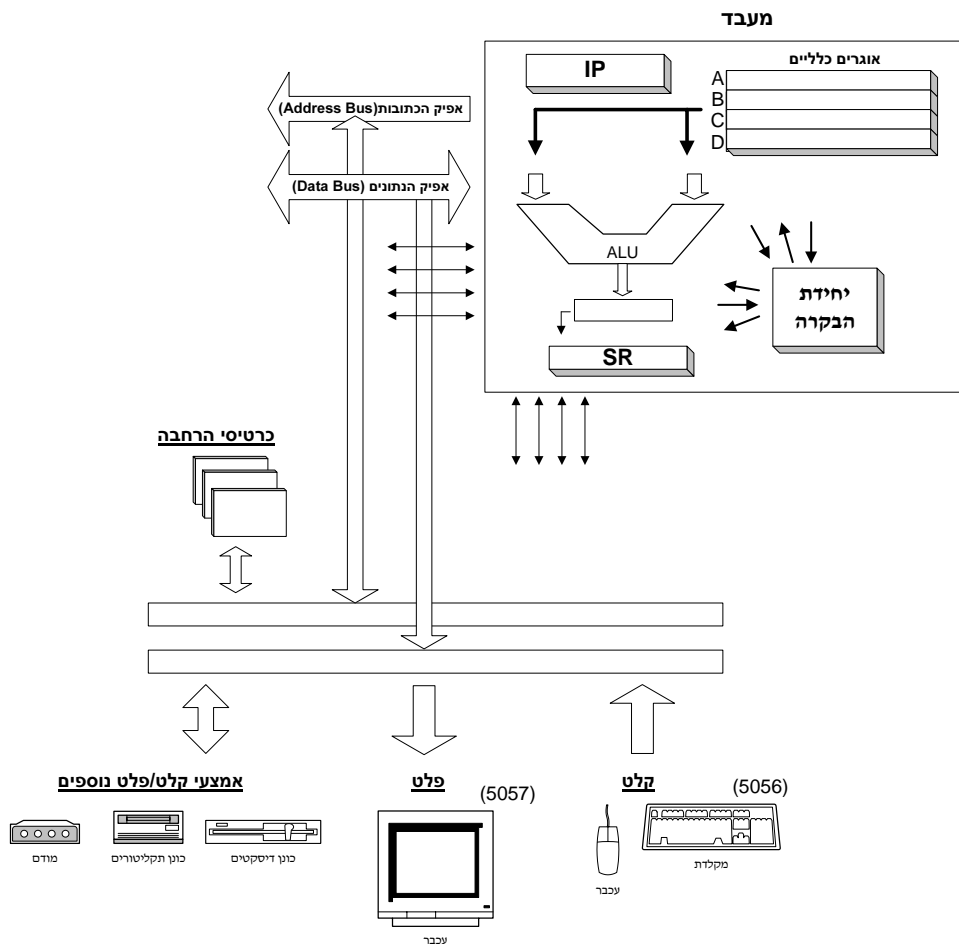 מעבד
IP
אוגרים כלליים
A
B
C
D
אפיק הכתובות(Address Bus)
אפיק הנתונים (Data Bus)
ALU
יחידת
הבקרה
SR
כרטיסי הרחבה
קלט
(5056)
מקלדת
עכבר
פלט
(5057)
עכבר
אמצעי קלט/פלט נוספים
כונן דיסקטים
כונן תקליטורים
מודם